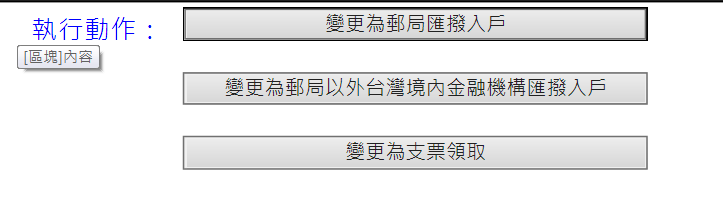 執行動作：
變更為郵局匯撥入戶
[區塊]內容
變更為郵局以外台灣境內金融機構匯撥入戶
變更為支票領取